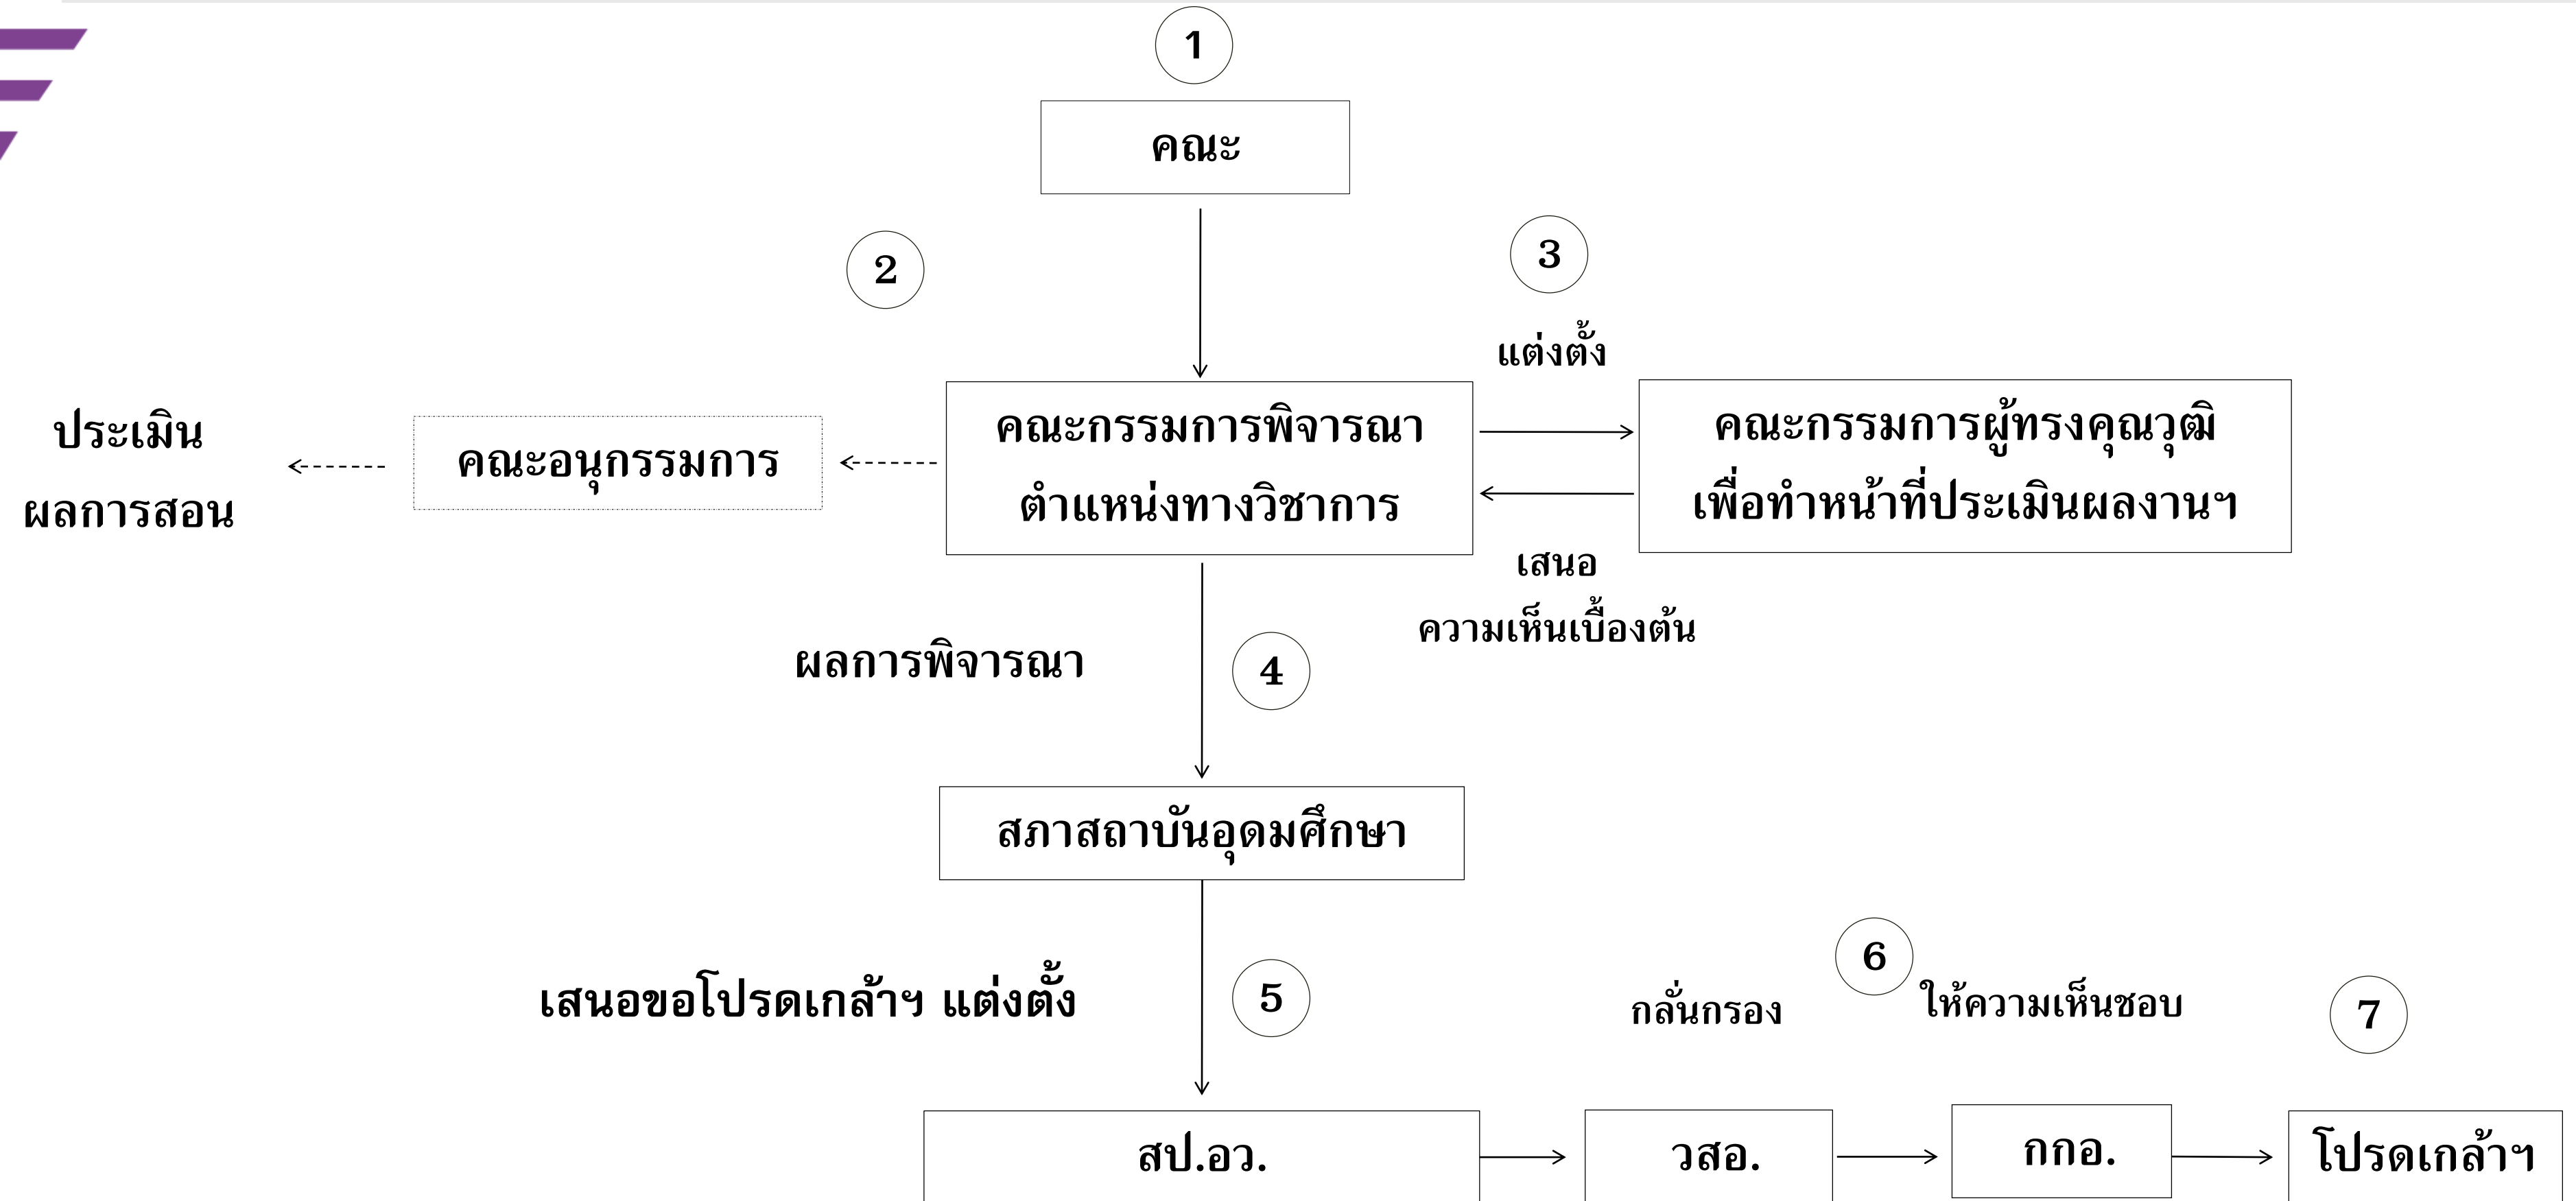 1
คณะ
2
3
แต่งตั้ง
ประเมิน
ผลการสอน
คณะอนุกรรมการ
คณะกรรมการพิจารณา
ตำแหน่งทางวิชาการ
คณะกรรมการผู้ทรงคุณวุฒิ
เพื่อทำหน้าที่ประเมินผลงานฯ
เสนอ
ความเห็นเบื้องต้น
ผลการพิจารณา
4
สภาสถาบันอุดมศึกษา
เสนอขอโปรดเกล้าฯ แต่งตั้ง
5
กลั่นกรอง
6
ให้ความเห็นชอบ
7
สป.อว.
วสอ.
กกอ.
โปรดเกล้าฯ